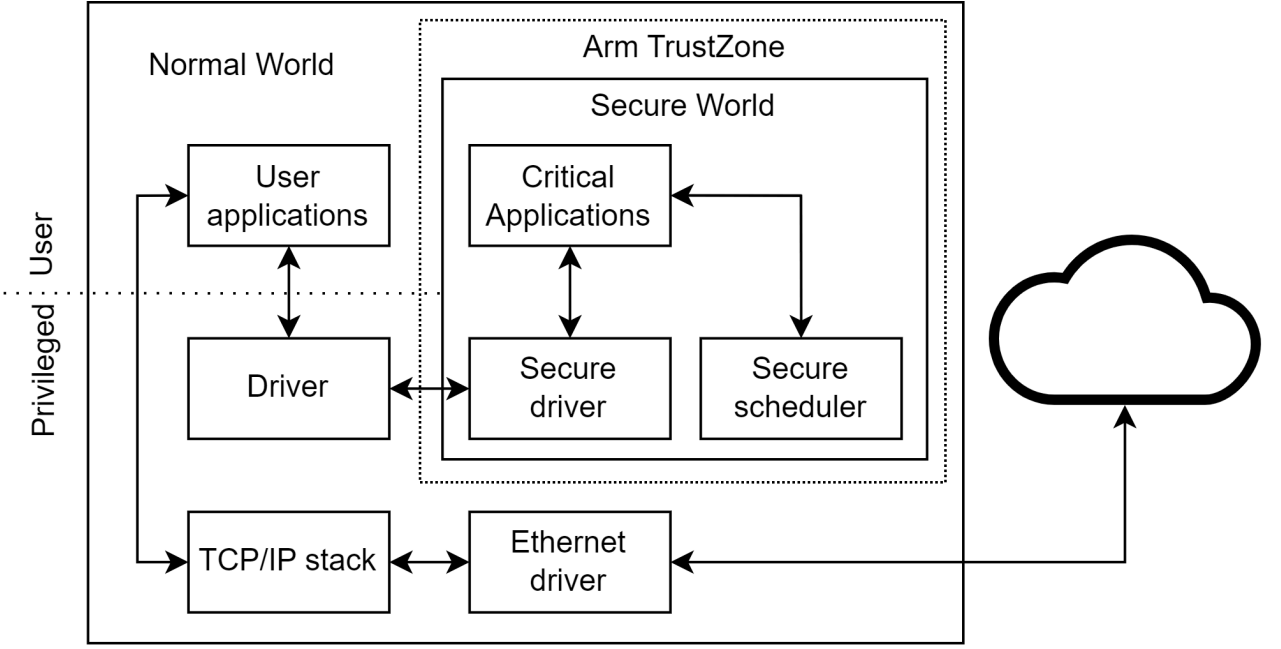 Arm TrustZone
Normal World
Secure World
User
applications
Critical
Applications
User
Privileged
Driver
Secure
driver
Secure
scheduler
TCP/IP stack
Ethernet
driver